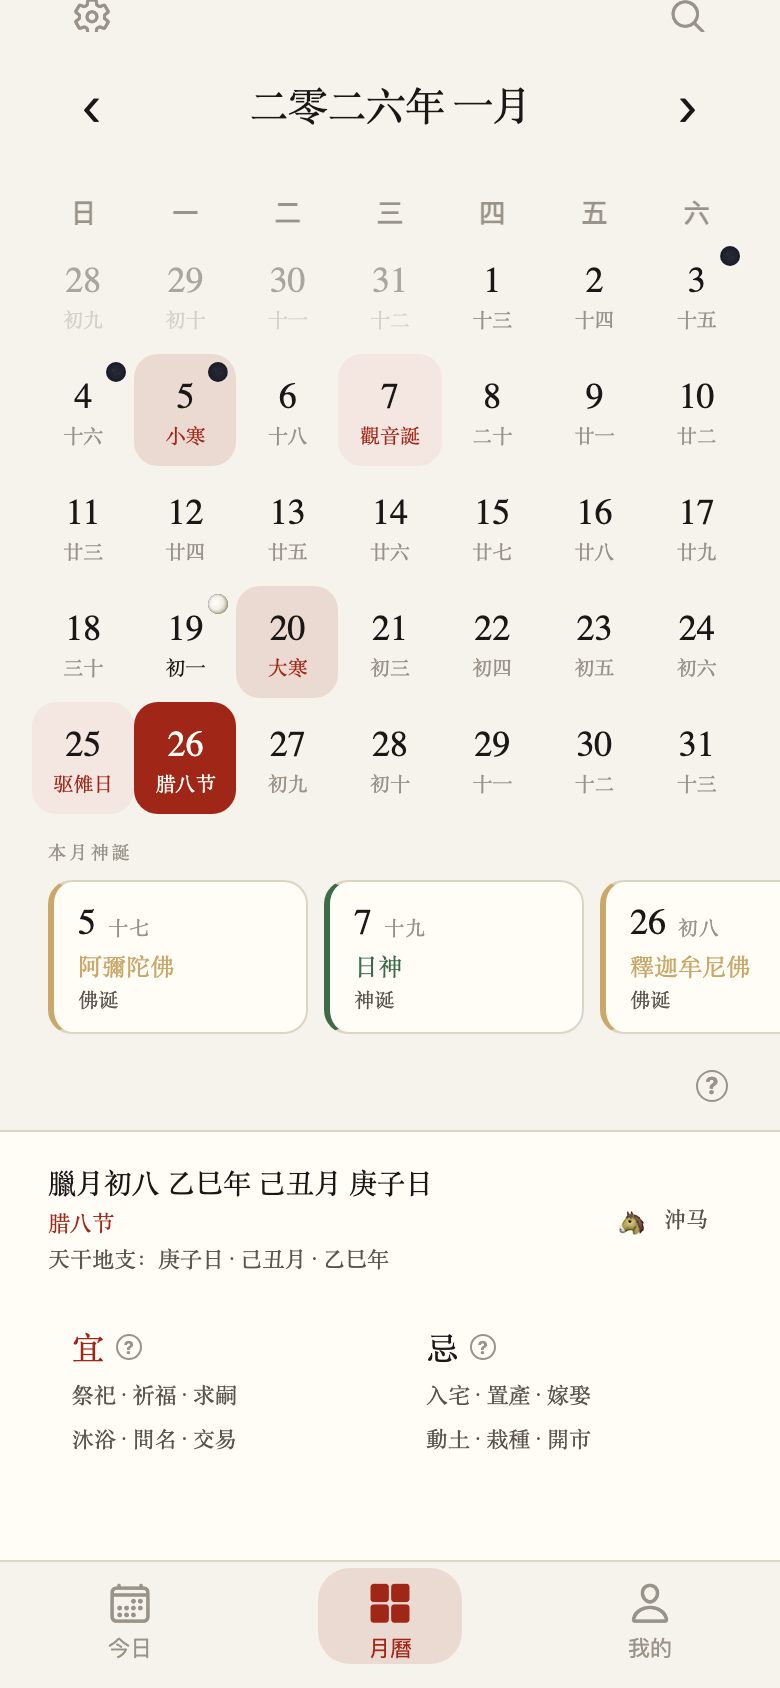 ‹ 二零二六年 一月 ›
日 一 二 三 四 五 六
28 29 30 31 1 2 3
初九 初十 十一 十二 十三 十四 十五
4 5 6 7 8 9 10
十六 小寒 十八 觀音誕 二十 廿一 廿二
11 12 13 14 15 16 17
廿三 廿四 廿五 廿六 廿七 廿八 廿九
18 19 20 21 22 23 24
三十 初一 大寒 初三 初四 初五 初六
25 26 27 28 29 30 31
驱傩日 腊八节 初九 初十 十一 十二 十三
本月神誕
5 十七
阿彌陀佛
佛诞
7 十九
日神
神诞
26 初八
釋迦牟尼佛
佛诞
?
臘月初八 乙巳年 己丑月 庚子日
腊八节
天干地支：庚子日 · 己丑月 · 乙巳年
沖马
宜 ?
祭祀 · 祈福 · 求嗣
沐浴 · 問名 · 交易
忌 ?
入宅 · 置產 · 嫁娶
動土 · 栽種 · 開市
今日 月曆 我的